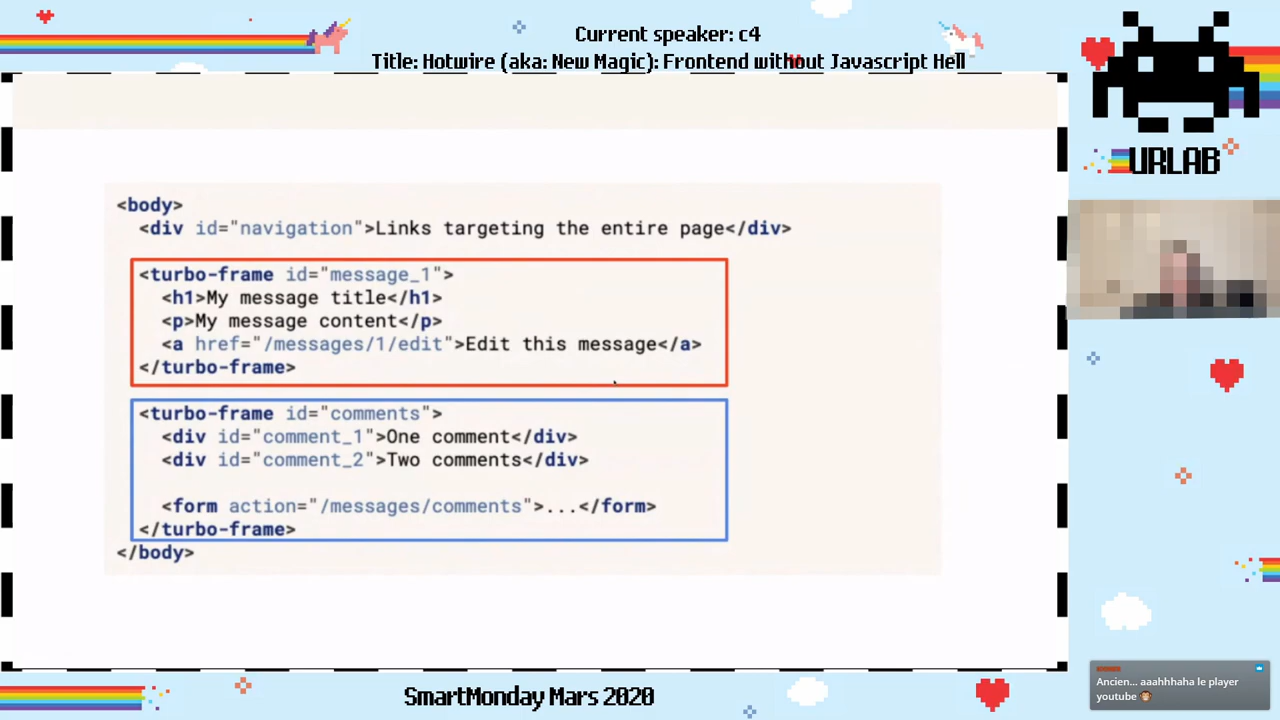 Current speaker: c4
Title: Hotwire (aka: New Magic): Frontend without Javascript Hell
URLAB
<body>
<div id="navigation">Links targeting the entire page</div>
<turbo-frame id="message_1">
<h1>My message title</h1>
<p>My message content</p>
<a href="/messages/1/edit">Edit this message</a>
</turbo-frame>
<turbo-frame id="comments">
<div id="comment_1">One comment</div>
<div id="comment_2">Two comments</div>
<form action="/messages/comments">...</form>
</turbo-frame>
</body>
Ancien... aaahhhaha le player
youtube 🙊
SmartMonday Mars 2020